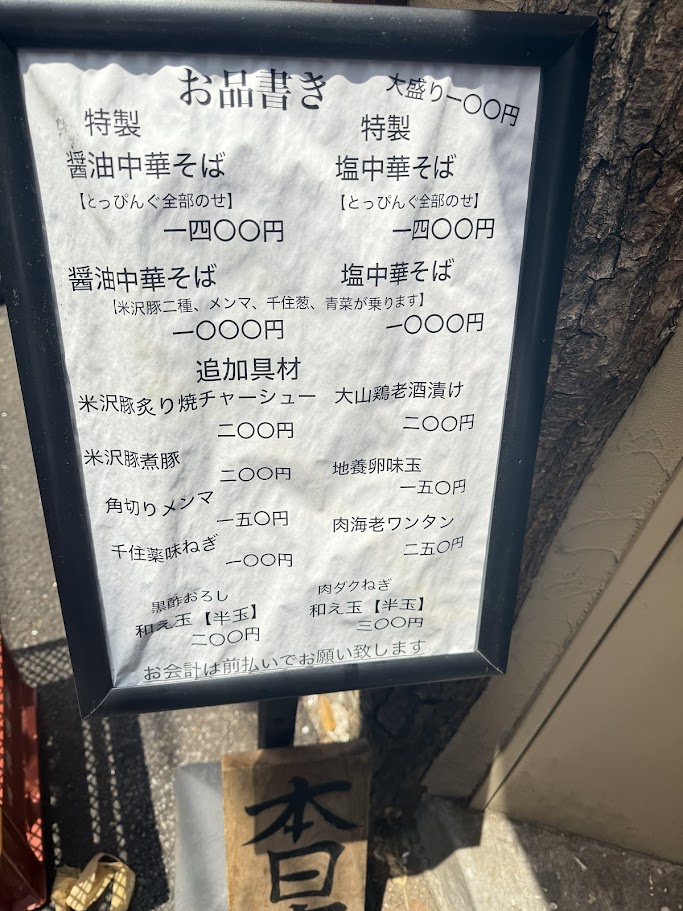 お品書き
大盛り一〇〇円
特製
醤油中華そば
【とっぴんぐ全部のせ】
一四〇〇円
特製
塩中華そば
【とっぴんぐ全部のせ】
一四〇〇円
醤油中華そば
塩中華そば
【米沢豚二種、メンマ、千住葱、青菜が乗ります】
一〇〇〇円
一〇〇〇円
追加具材
米沢豚炙り焼チャーシュー
二〇〇円
大山鶏老酒漬け
二〇〇円
米沢豚煮豚
二〇〇円
地養卵味玉
一五〇円
角切りメンマ
一五〇円
肉海老ワンタン
二五〇円
千住薬味ねぎ
一〇〇円
黒酢おろし
和え玉【半玉】
二〇〇円
肉ダクねぎ
和え玉【半玉】
三〇〇円
お会計は前払いでお願い致します
本日